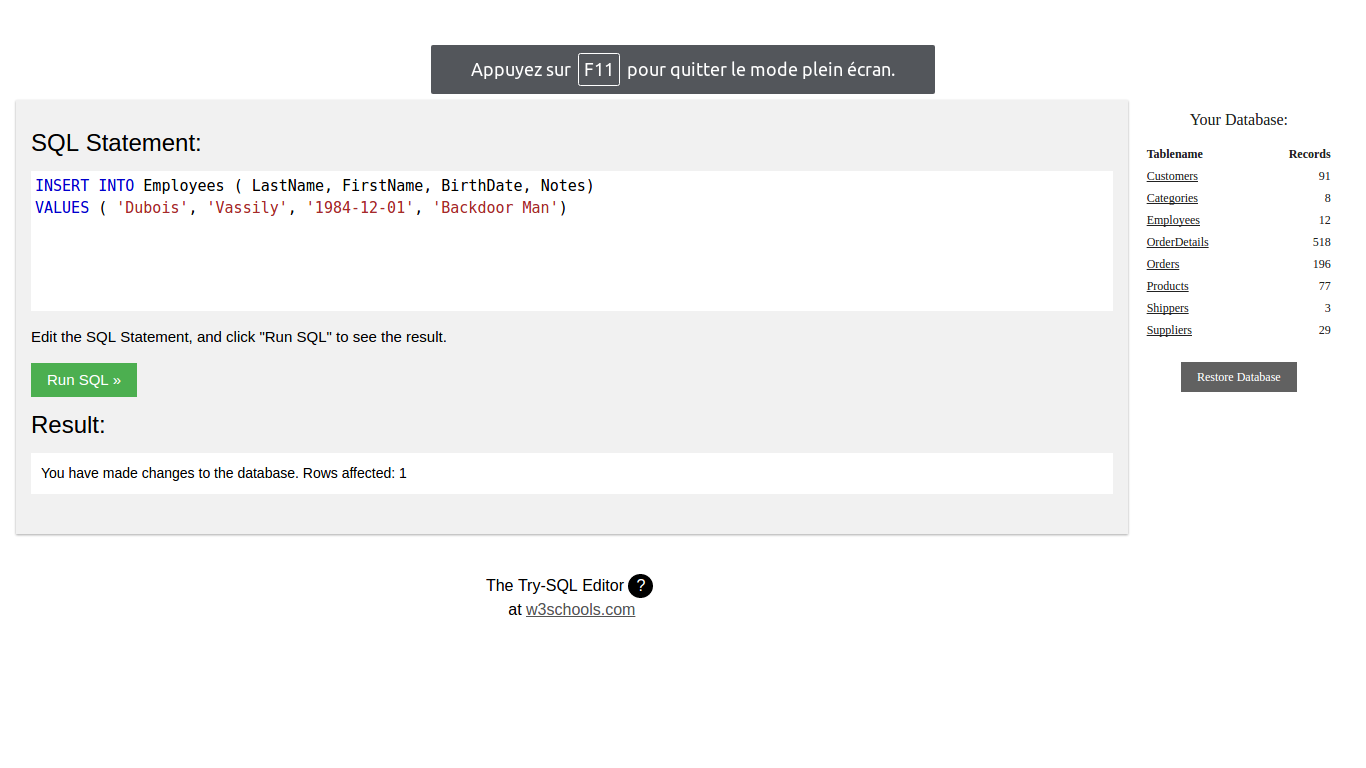 Appuyez sur F11 pour quitter le mode plein écran.
SQL Statement:
INSERT INTO Employees ( LastName, FirstName, BirthDate, Notes)
VALUES ( 'Dubois', 'Vassily', '1984-12-01', 'Backdoor Man')
Edit the SQL Statement, and click "Run SQL" to see the result.
Run SQL »
Result:
You have made changes to the database. Rows affected: 1
The Try-SQL Editor ?
at w3schools.com
Your Database:
Tablename Records
Customers 91
Categories 8
Employees 12
OrderDetails 518
Orders 196
Products 77
Shippers 3
Suppliers 29
Restore Database